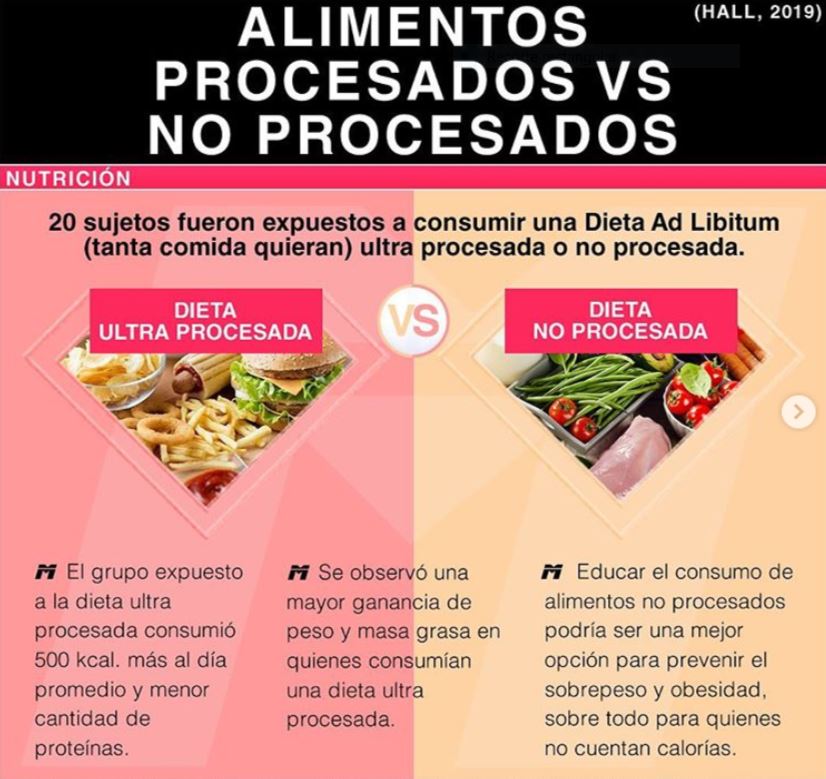 (HALL, 2019)
ALIMENTOS
PROCESADOS VS
NO PROCESADOS
NUTRICIÓN
20 sujetos fueron expuestos a consumir una Dieta Ad Libitum
(tanta comida quieran) ultra procesada o no procesada.
DIETA
ULTRA PROCESADA
VS
DIETA
NO PROCESADA
El grupo expuesto
a la dieta ultra
procesada consumió
500 kcal. más al día
promedio y menor
cantidad de
proteínas.
Se observó una
mayor ganancia de
peso y masa grasa en
quienes consumían
una dieta ultra
procesada.
Educar el consumo de
alimentos no procesados
podría ser una mejor
opción para prevenir el
sobrepeso y obesidad,
sobre todo para quienes
no cuentan calorías.